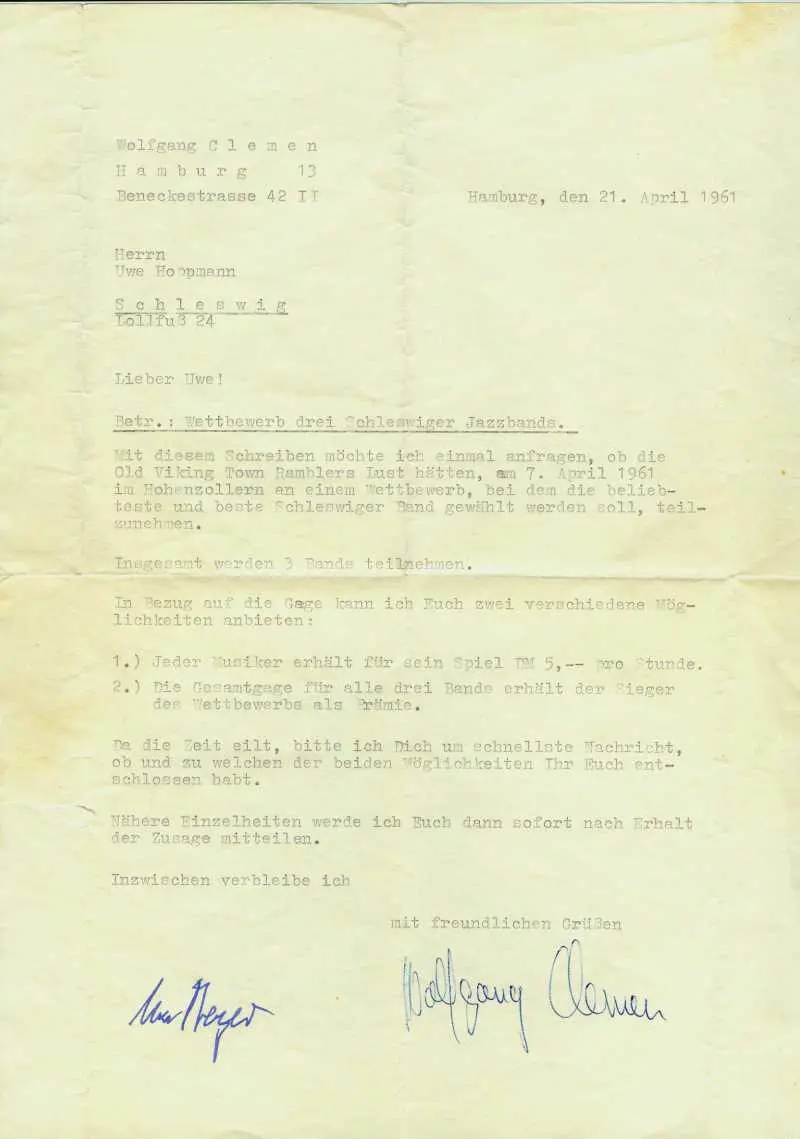 Wolfgang C l e m e n
H a m b u r g 13
Beneckestrasse 42 II
Hamburg, den 21. April 1961
Herrn
Uwe Hoopmann
S c h l e s w i g
Lollfuß 24
Lieber Uwe!
Betr.: Wettbewerb drei Schleswiger Jazzbands.
Mit diesem Schreiben möchte ich einmal anfragen, ob die
Old Viking Town Ramblers Lust hätten, am 7. April 1961
im Hohenzollern an einem Wettbewerb, bei dem die belieb-
teste und beste Schleswiger Band gewählt werden soll, teil-
zunehmen.
Insgesamt werden 3 Bands teilnehmen.
In Bezug auf die Gage kann ich Euch zwei verschiedene Mög-
lichkeiten anbieten:
1.) Jeder Musiker erhält für sein Spiel DM 5,-- pro Stunde.
2.) Die Gesamtgage für alle drei Bands erhält der Sieger
des Wettbewerbs als Prämie.
Da die Zeit eilt, bitte ich Dich um schnellste Nachricht,
ob und zu welchen der beiden Möglichkeiten Ihr Euch ent-
schlossen habt.
Nähere Einzelheiten werde ich Euch dann sofort nach Erhalt
der Zusage mitteilen.
Inzwischen verbleibe ich
mit freundlichen Grüßen
Wolfgang Clemen